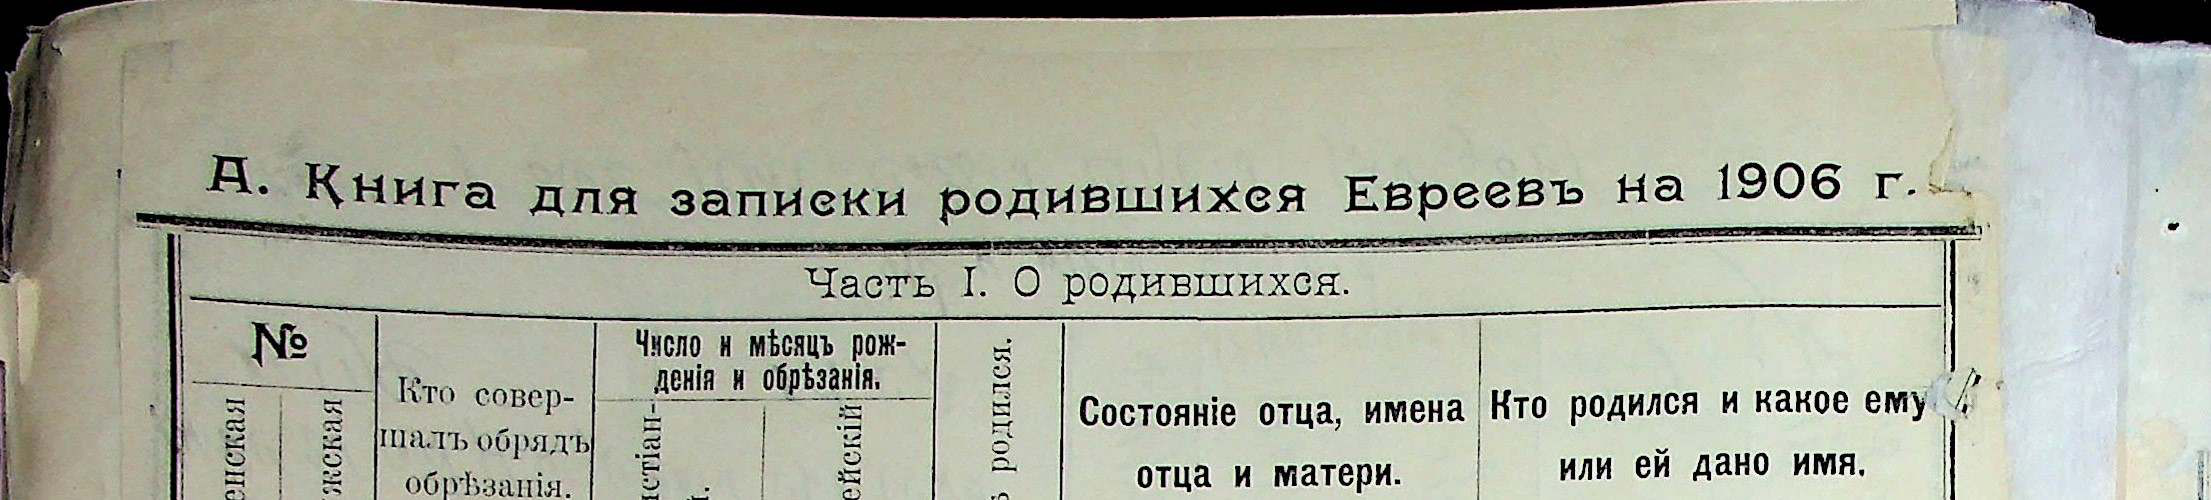 А. Книга для записки родившихся Евреевъ на 1906 г.
Часть I. О родившихся.
№
Кто совер-
шалъ обрядъ
обрѣзанія.
Число и мѣсяцъ рож-
денія и обрѣзанія.
родился.
Состояніе отца, имена
отца и матери.
Кто родился и какое ему
или ей дано имя.